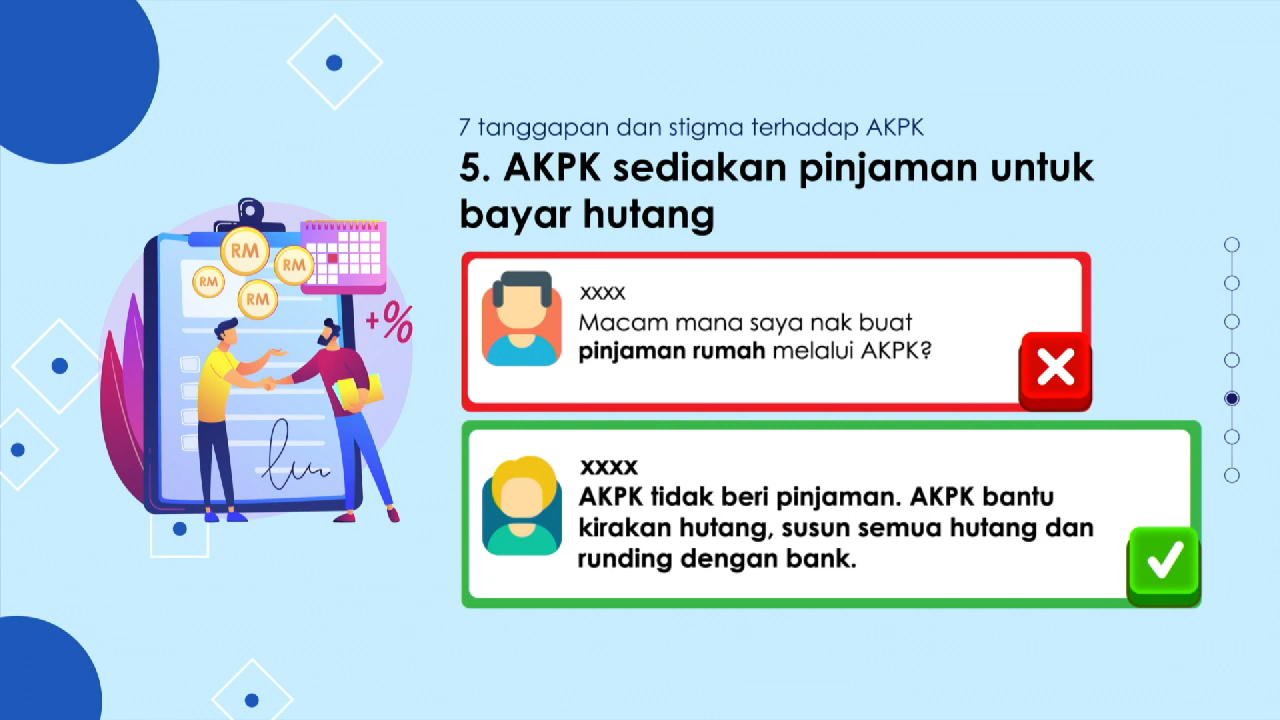 7 tanggapan dan stigma terhadap AKPK
5. AKPK sediakan pinjaman untuk
bayar hutang
RM
RM
RM
RM
+%
xxxx
Macam mana saya nak buat
pinjaman rumah melalui AKPK?
xxxx
AKPK tidak beri pinjaman. AKPK bantu
kirakan hutang, susun semua hutang dan
runding dengan bank.